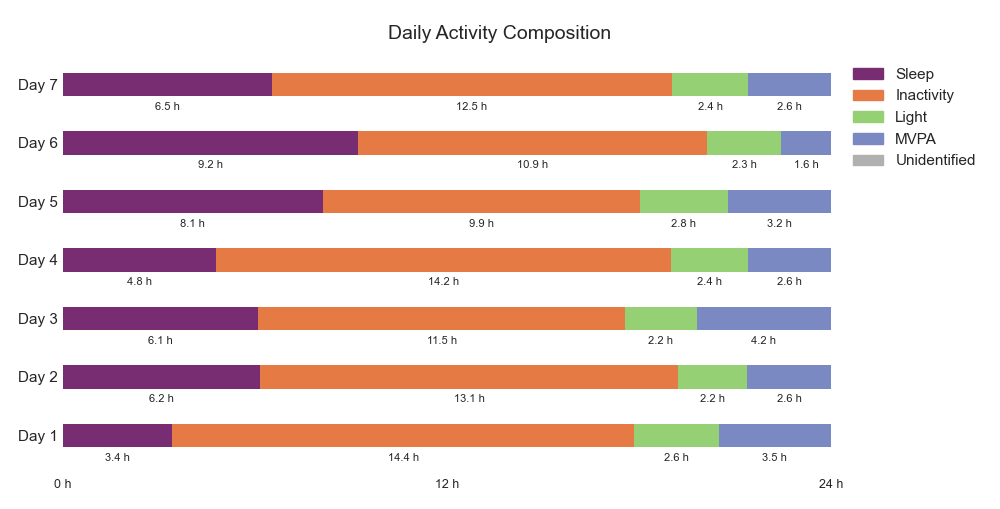 Daily Activity Composition
Day 7
6.5 h 12.5 h 2.4 h 2.6 h
Day 6
9.2 h 10.9 h 2.3 h 1.6 h
Day 5
8.1 h 9.9 h 2.8 h 3.2 h
Day 4
4.8 h 14.2 h 2.4 h 2.6 h
Day 3
6.1 h 11.5 h 2.2 h 4.2 h
Day 2
6.2 h 13.1 h 2.2 h 2.6 h
Day 1
3.4 h 14.4 h 2.6 h 3.5 h
0 h 12 h 24 h
Sleep
Inactivity
Light
MVPA
Unidentified